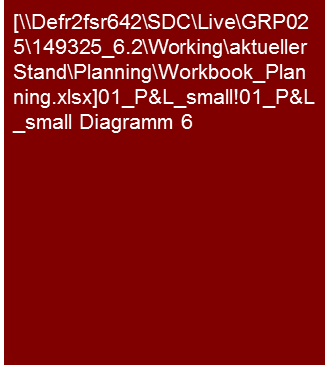 [\\Defr2fsr642\SDC\Live\GRP02
5\149325_6.2\Working\aktueller
Stand\Planning\Workbook_Plan
ning.xlsx]01_P&L_small!01_P&L
_small Diagramm 6